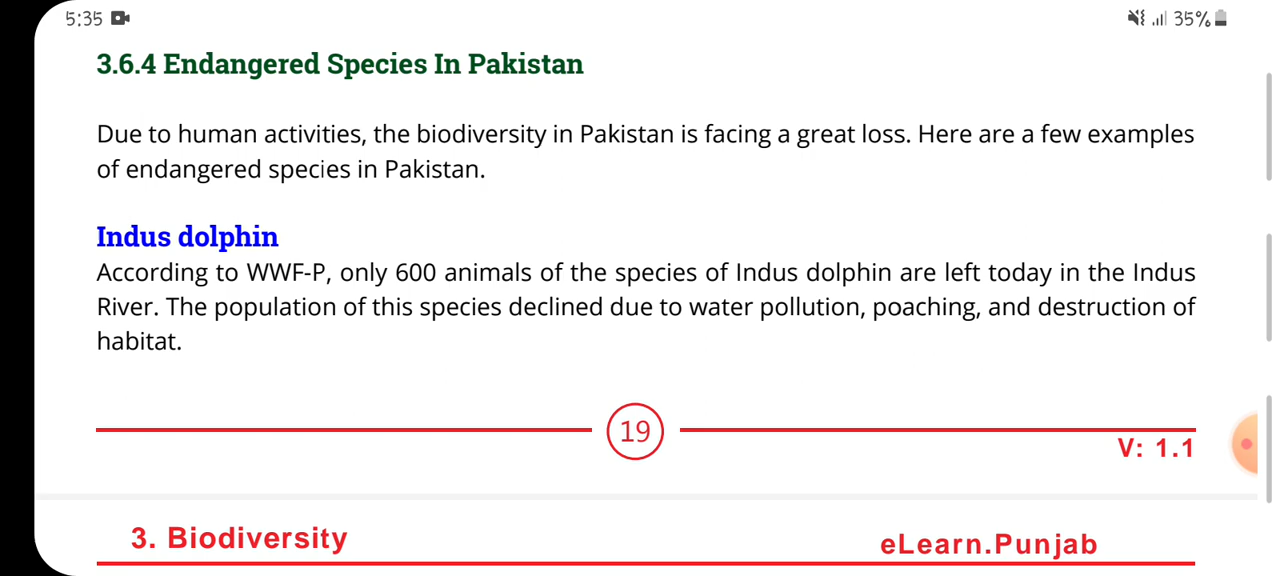 5:35
35%
3.6.4 Endangered Species In Pakistan
Due to human activities, the biodiversity in Pakistan is facing a great loss. Here are a few examples
of endangered species in Pakistan.
Indus dolphin
According to WWF-P, only 600 animals of the species of Indus dolphin are left today in the Indus
River. The population of this species declined due to water pollution, poaching, and destruction of
habitat.
19
V: 1.1
3. Biodiversity
eLearn.Punjab